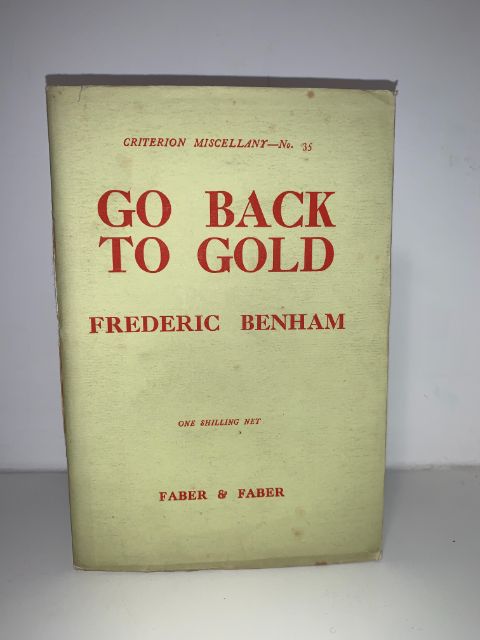 CRITERION MISCELLANY—No. 35
GO BACK
TO GOLD
FREDERIC BENHAM
ONE SHILLING NET
FABER & FABER